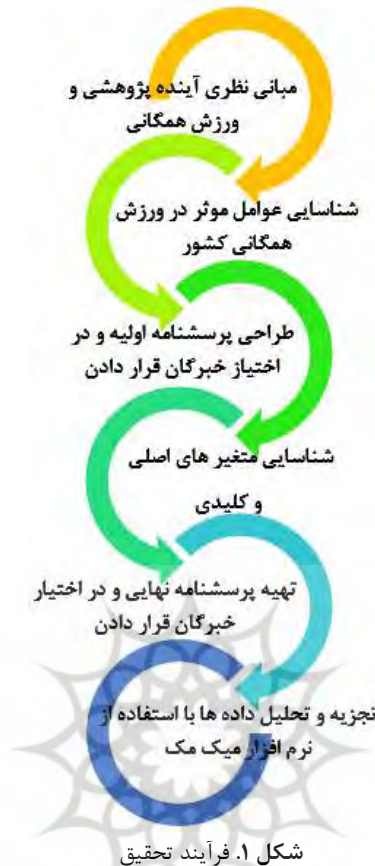 مبانی نظری آینده پژوهشی و
ورزش همگانی
شناسایی عوامل موثر در ورزش
همگانی کشور
طراحی پرسشنامه اولیه و در
اختیاز خبرگان قرار دادن
شناسایی متغیر های اصلی
و کلیدی
تهیه پرسشنامه نهایی و در اختیار
خبرگان قرار دادن
تجزیه و تحلیل داده ها با استفاده از
نرم افزار میک مک
شکل ۱. فرآیند تحقیق